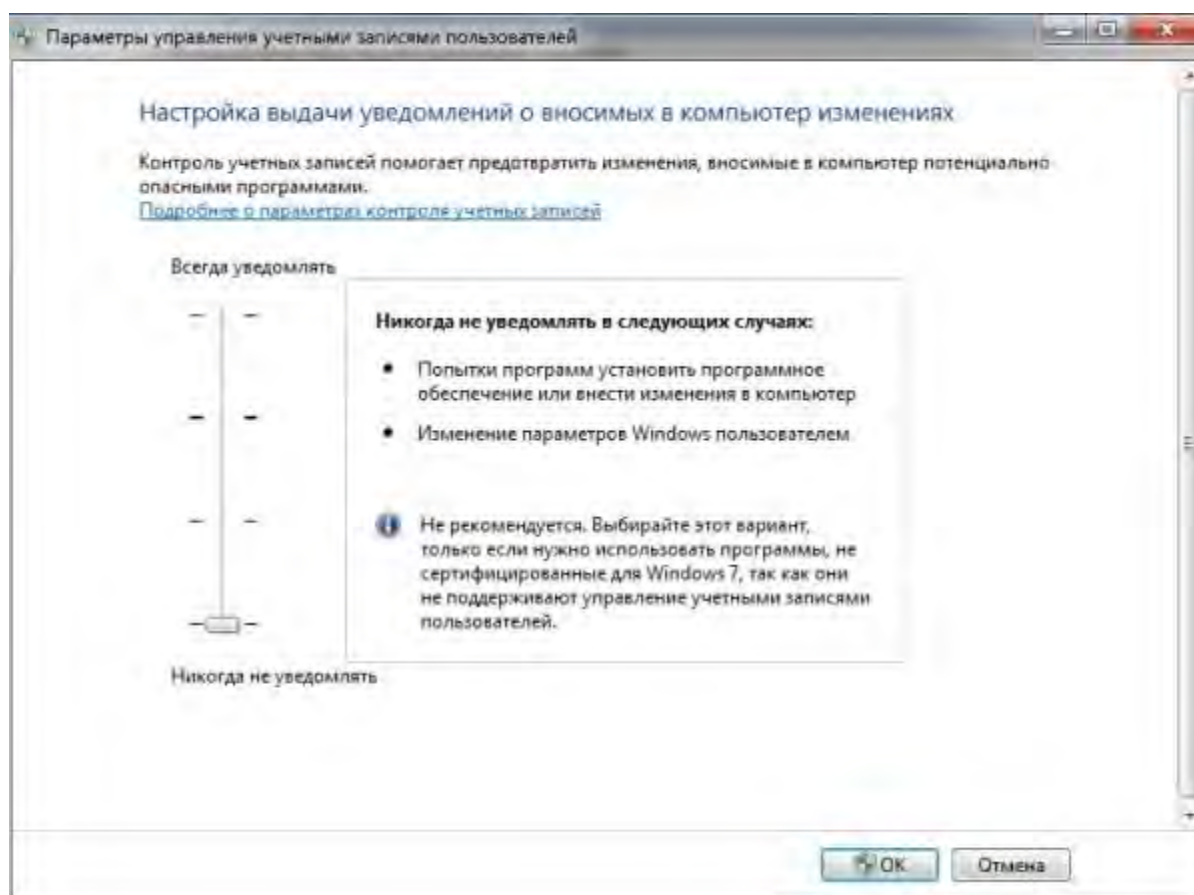 Параметры управления учетными записями пользователей
Настройка выдачи уведомлений о вносимых в компьютер изменениях
Контроль учетных записей помогает предотвратить изменения, вносимые в компьютер потенциально
опасными программами.
Подробнее о параметрах контроля учетных записей
Всегда уведомлять
Никогда не уведомлять в следующих случаях:
• Попытки программ установить программное
обеспечение или внести изменения в компьютер
• Изменение параметров Windows пользователем
Не рекомендуется. Выбирайте этот вариант,
только если нужно использовать программы, не
сертифицированные для Windows 7, так как они
не поддерживают управление учетными записями
пользователей.
Никогда не уведомлять
OK
Отмена